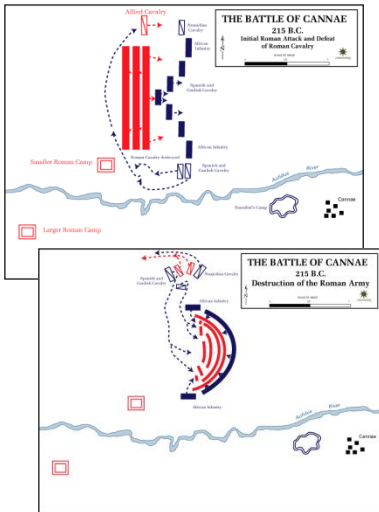 Allied Cavalry
Numidian
Cavalry
African
Infantry
THE BATTLE OF CANNAE
215 B.C.
Initial Roman Attack and Defeat
of Roman Cavalry
Spanish and
Gaulish Cavalry
African Infantry
Roman Cavalry destroyed
Spanish and
Gaulish Cavalry
Smaller Roman Camp
Aufidus River
Hannibal's Camp
Cannae
Larger Roman Camp
THE BATTLE OF CANNAE
215 B.C.
Destruction of the Roman Army
Numidian Cavalry
Spanish and
Gaulish Cavalry
African Infantry
African Infantry
Aufidus River
Cannae